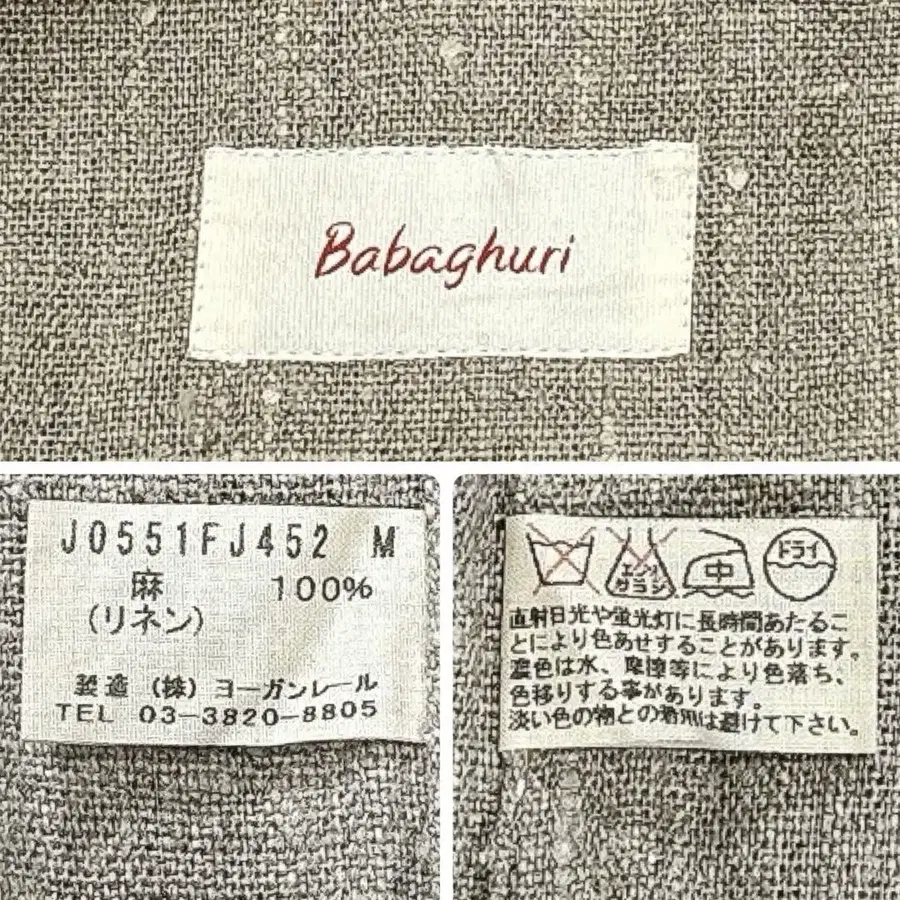 Babaghuri
J0551FJ452 M
麻 100%
(リネン)
製造 (株) ヨーガンレール
TEL 03-3820-8805
エンソ
サラシ
中
ドライ
直射日光や蛍光灯に長時間あたるこ
とにより色あせすることがあります。
濃色は水、摩擦等により色落ち、
色移りする事があります。
淡い色の物との着用は避けて下さい。